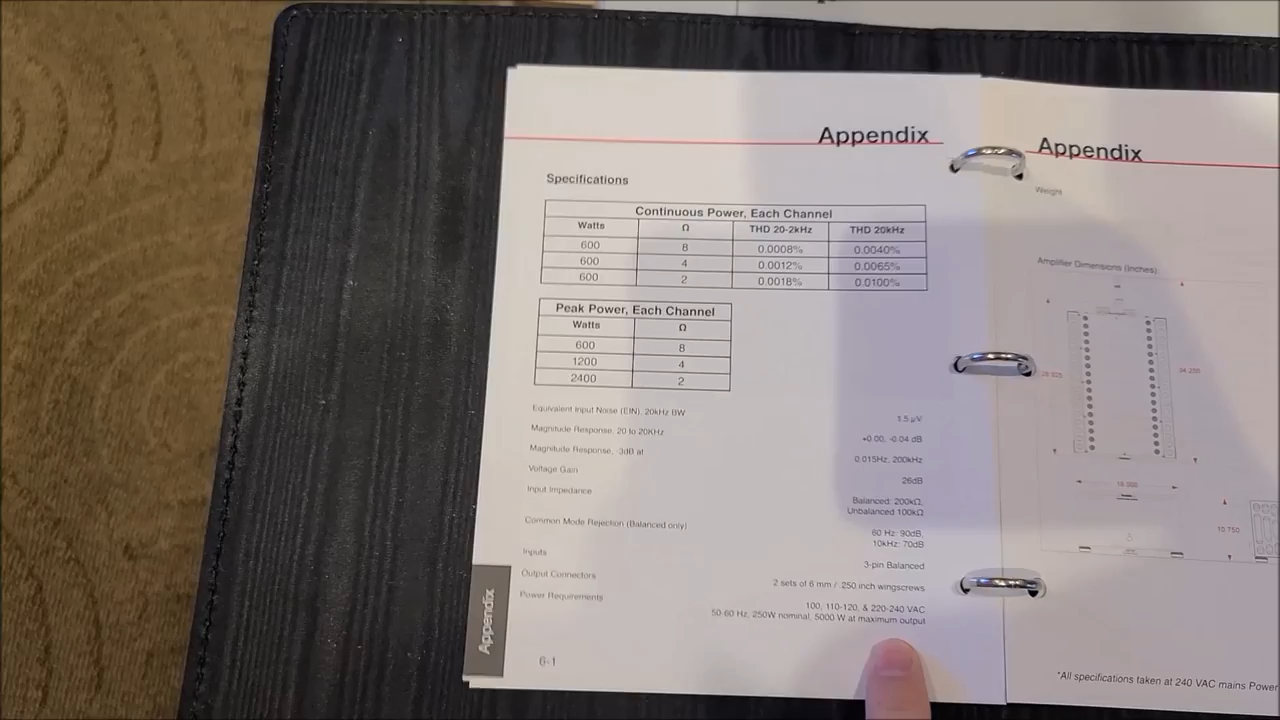 Appendix
Specifications
Continuous Power, Each Channel
Watts Ω THD 20-2kHz THD 20kHz
600 8 0.0008% 0.0040%
600 4 0.0012% 0.0065%
600 2 0.0018% 0.0100%
Peak Power, Each Channel
Watts Ω
600 8
1200 4
2400 2
Equivalent Input Noise (EIN), 20kHz BW 1.5 µV
Magnitude Response, 20 to 20KHz +0.00, -0.04 dB
Magnitude Response, -3dB at 0.015Hz, 200kHz
Voltage Gain 26dB
Input Impedance Balanced: 200kΩ,
Unbalanced 100kΩ
Common Mode Rejection (Balanced only) 60 Hz: 90dB,
10kHz: 70dB
Inputs 3-pin Balanced
Output Connectors 2 sets of 6 mm / .250 inch wingscrews
Power Requirements 100, 110-120, & 220-240 VAC
50-60 Hz, 250W nominal, 5000 W at maximum output
Appendix
6-1
Appendix
Weight
Amplifier Dimensions (Inches)
34.250
19.000
10.750
*All specifications taken at 240 VAC mains Power